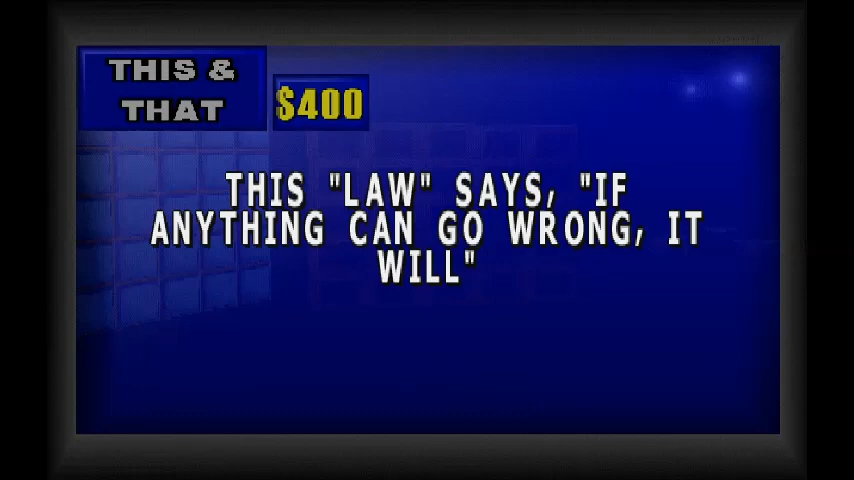 THIS &
THAT
$400
THIS "LAW" SAYS, "IF
ANYTHING CAN GO WRONG, IT
WILL"